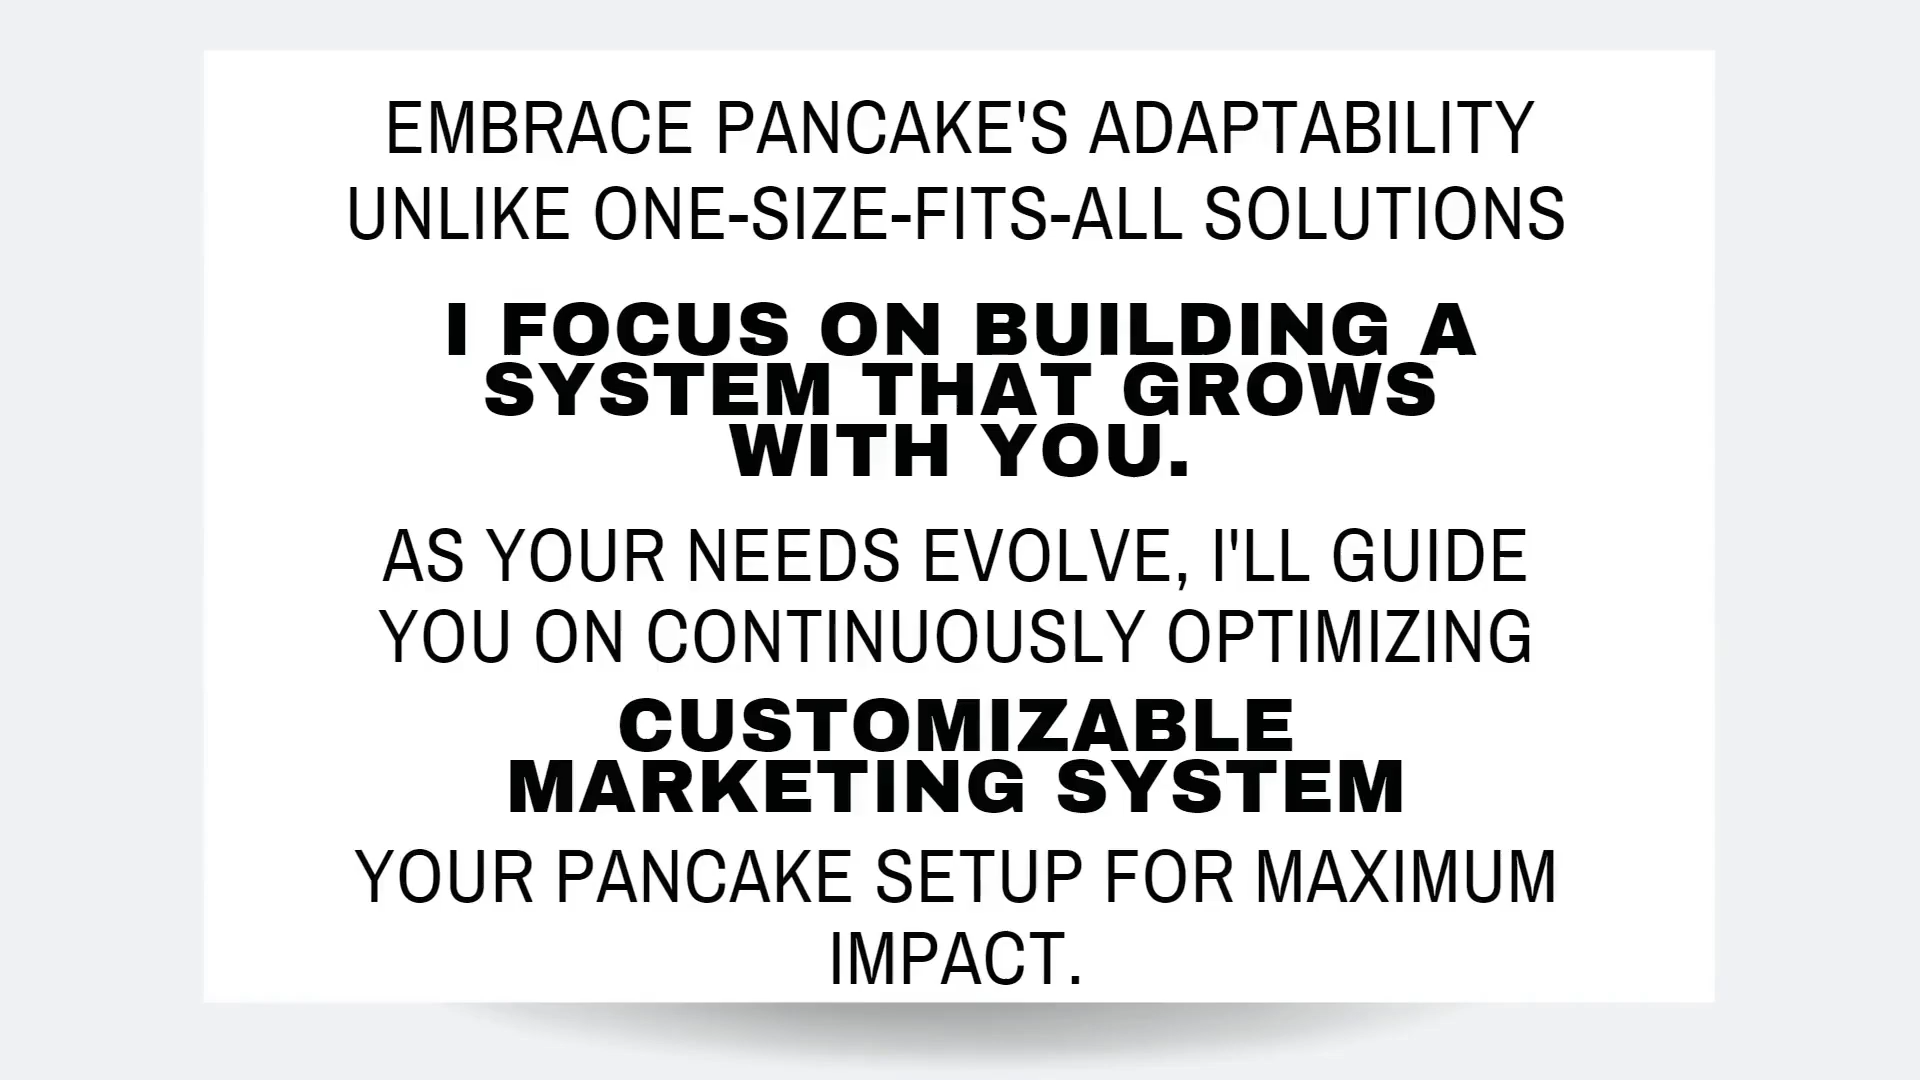 EMBRACE PANCAKE'S ADAPTABILITY
UNLIKE ONE-SIZE-FITS-ALL SOLUTIONS
I FOCUS ON BUILDING A
SYSTEM THAT GROWS
WITH YOU.
AS YOUR NEEDS EVOLVE, I'LL GUIDE
YOU ON CONTINUOUSLY OPTIMIZING
CUSTOMIZABLE
MARKETING SYSTEM
YOUR PANCAKE SETUP FOR MAXIMUM
IMPACT.